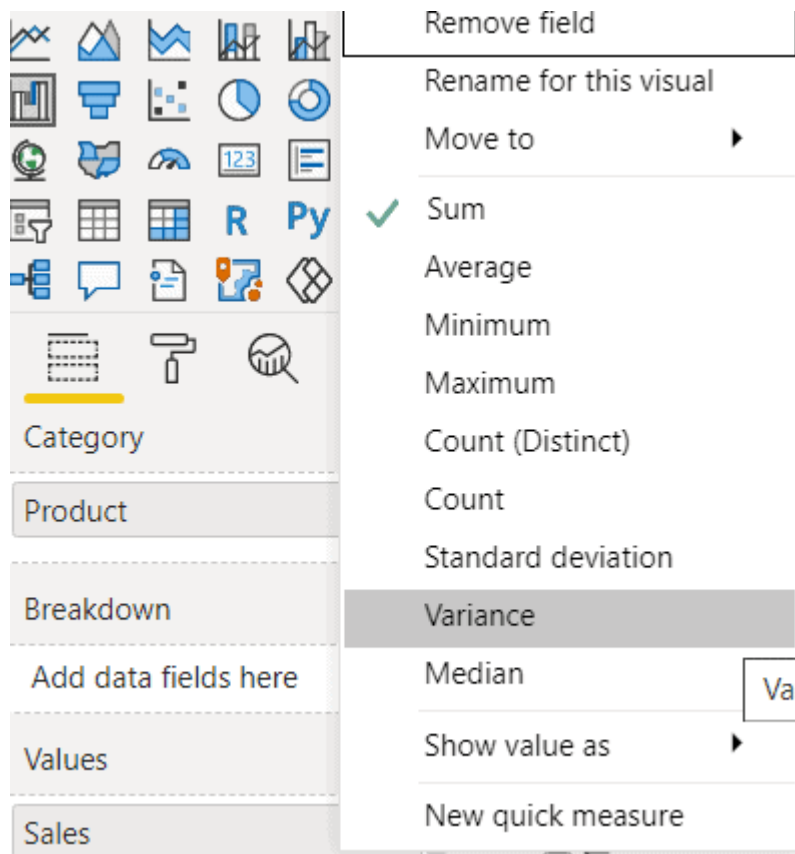 123
R
Py
Category
Product
Breakdown
Add data fields here
Values
Sales
Remove field
Rename for this visual
Move to
Sum
Average
Minimum
Maximum
Count (Distinct)
Count
Standard deviation
Variance
Median
Va
Show value as
New quick measure